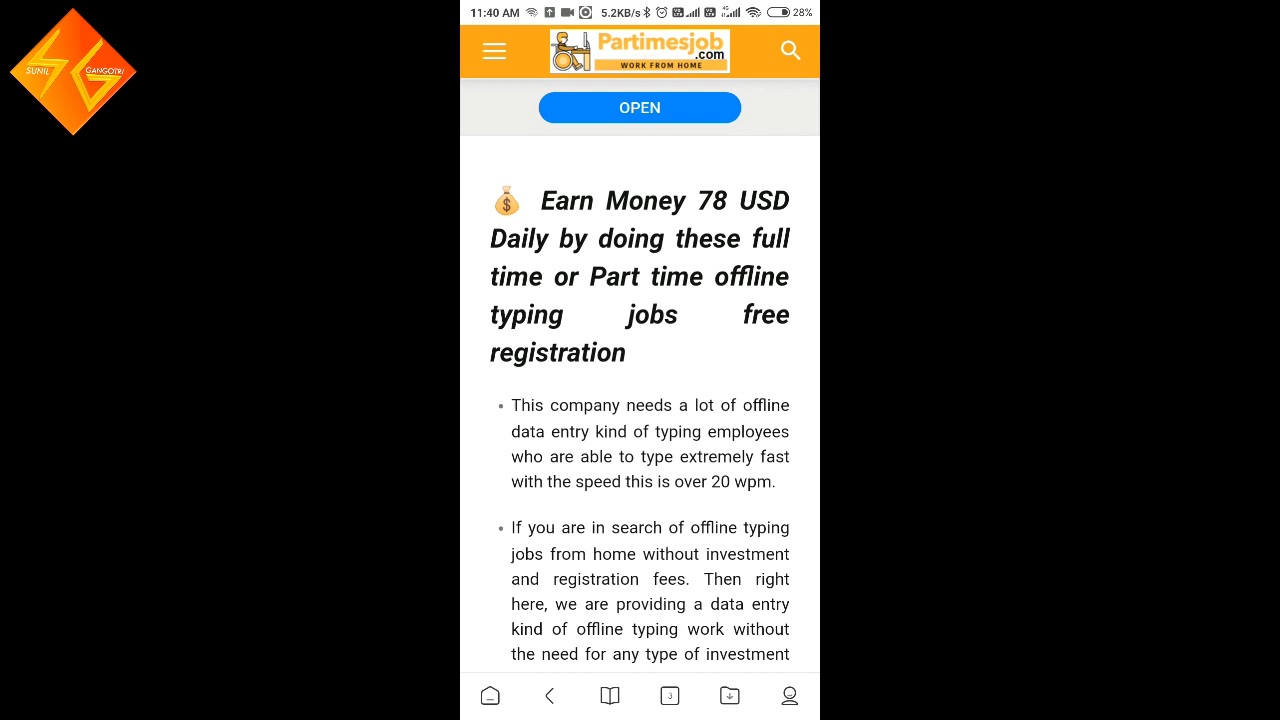 SUNIL
GANGOTRI
11:40 AM 5.2KB/s 28%
Partimesjob
.com
WORK FROM HOME
OPEN
💰 Earn Money 78 USD
Daily by doing these full
time or Part time offline
typing jobs free
registration
• This company needs a lot of offline
data entry kind of typing employees
who are able to type extremely fast
with the speed this is over 20 wpm.
• If you are in search of offline typing
jobs from home without investment
and registration fees. Then right
here, we are providing a data entry
kind of offline typing work without
the need for any type of investment
3